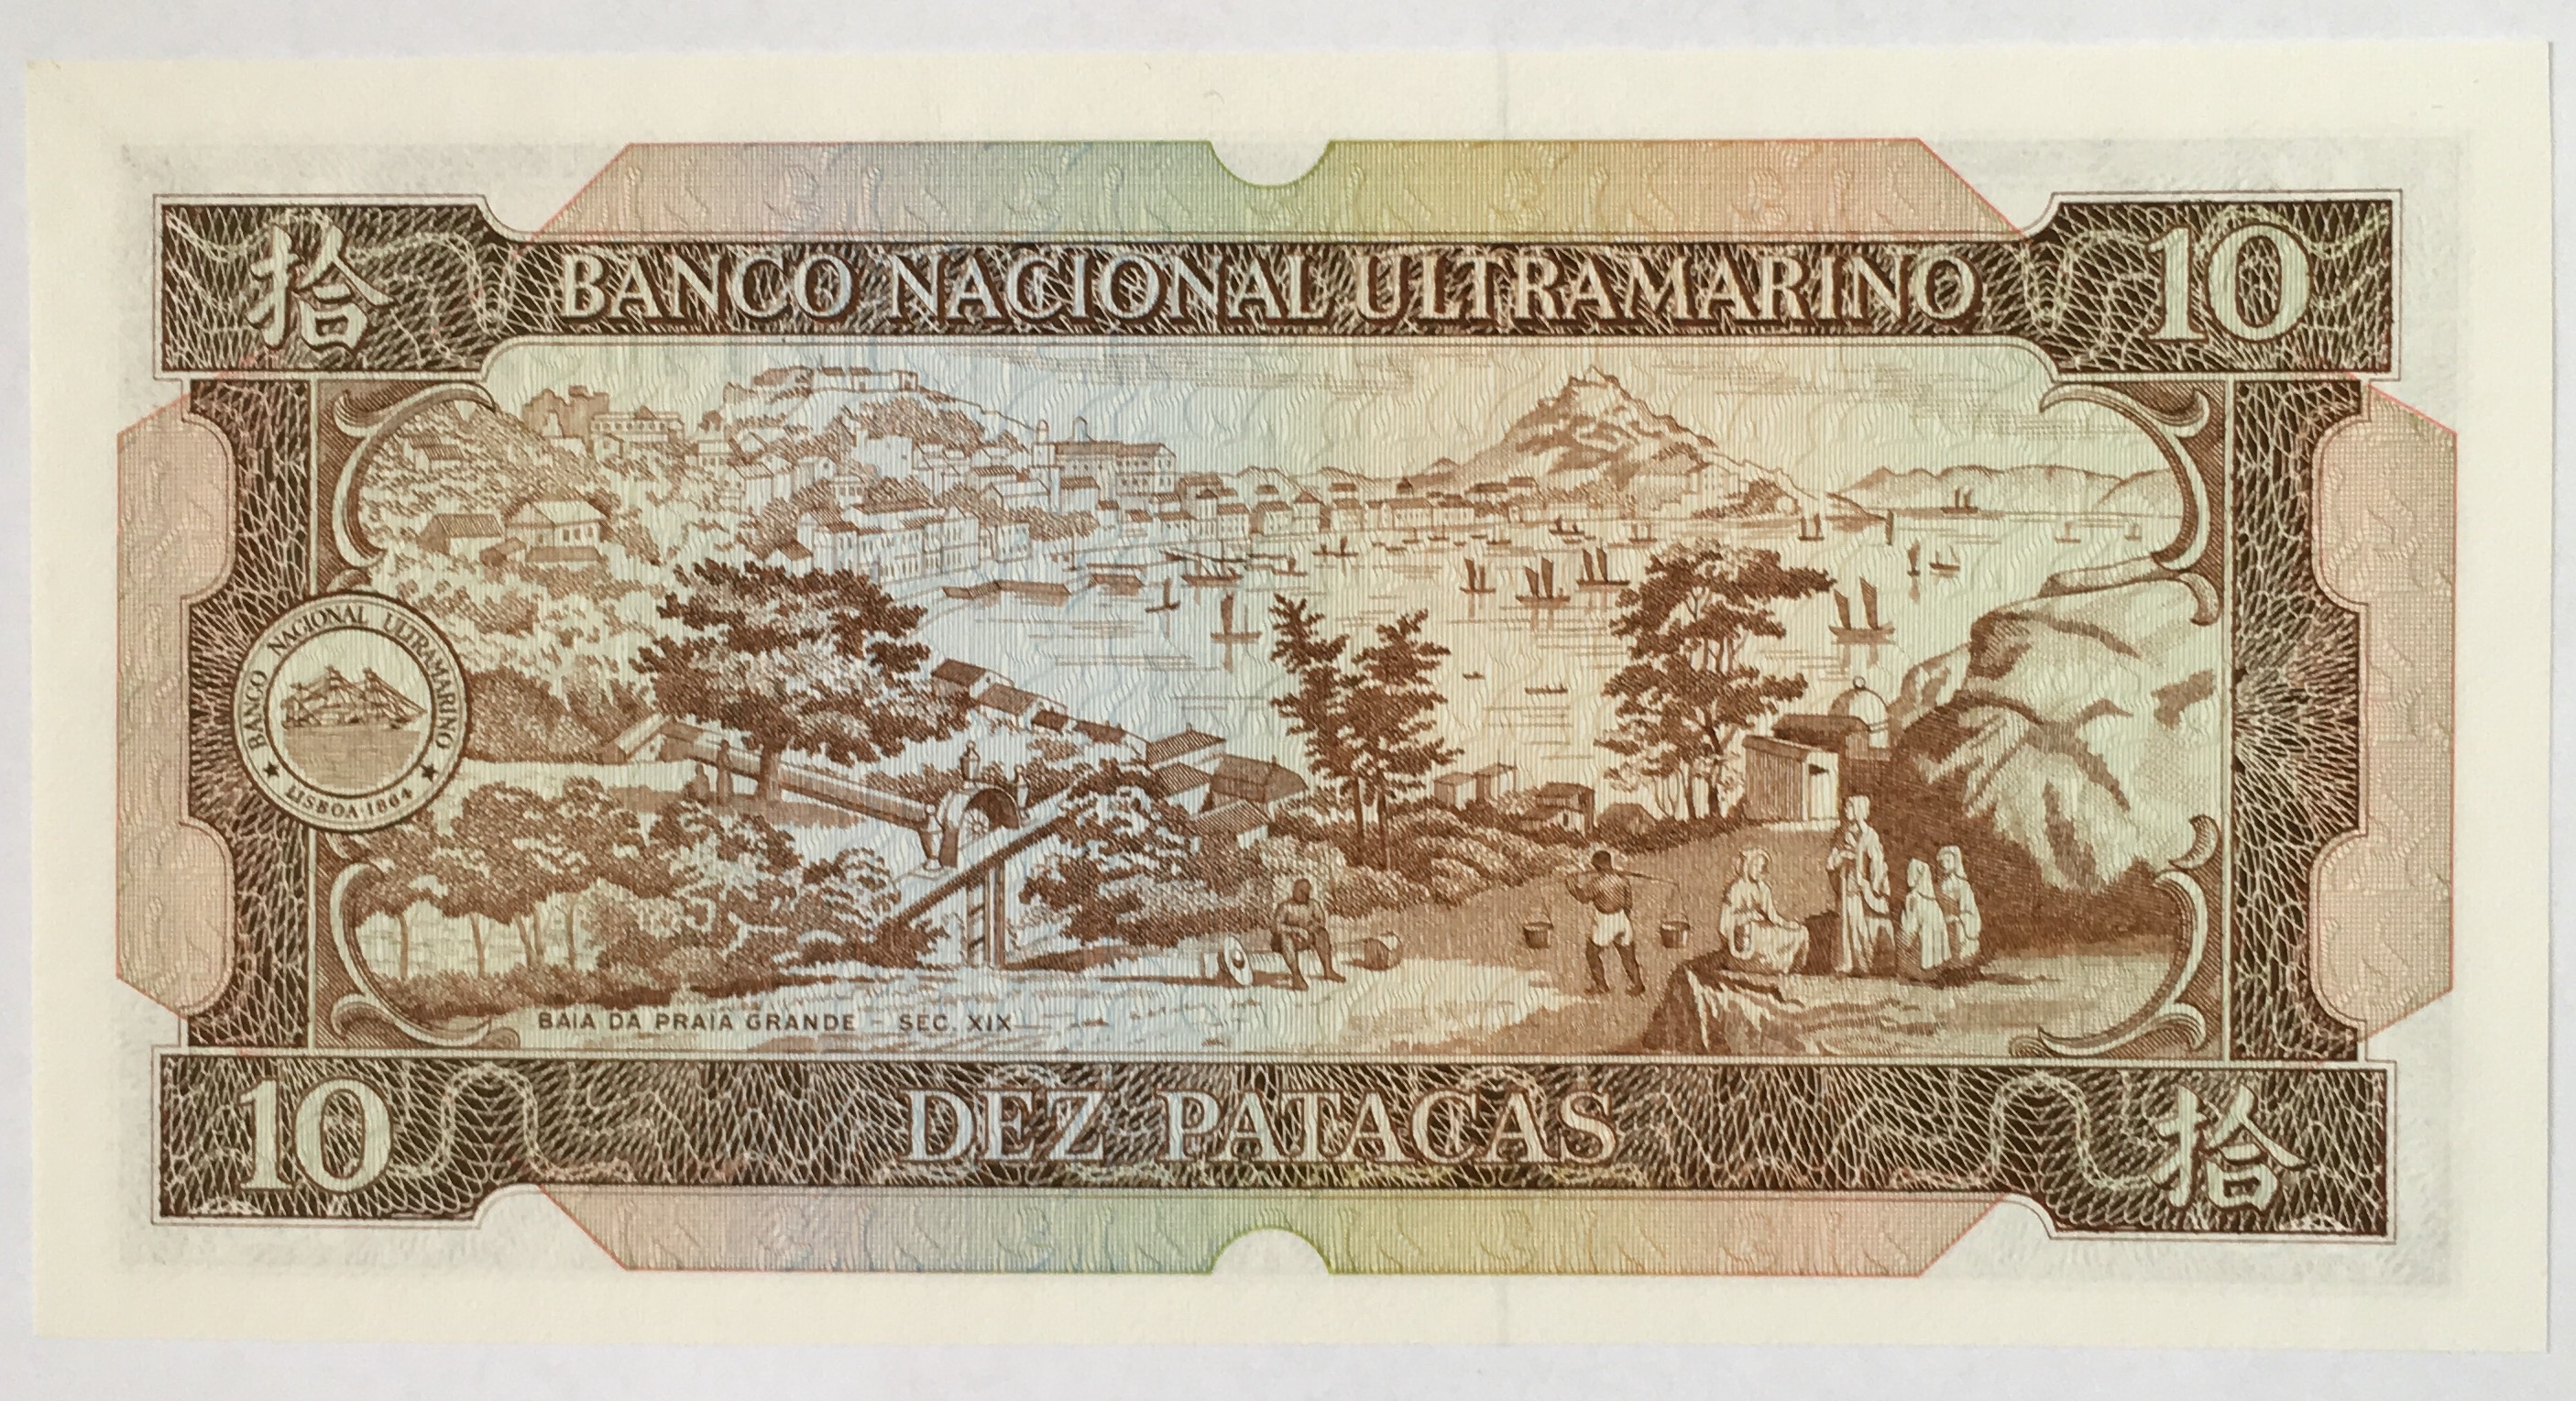 拾 BANCO NACIONAL ULTRAMARINO 10
BANCO NACIONAL ULTRAMARINO
LISBOA 1864
BAIA DA PRAIA GRANDE - SEC. XIX
10 DEZ PATACAS 拾